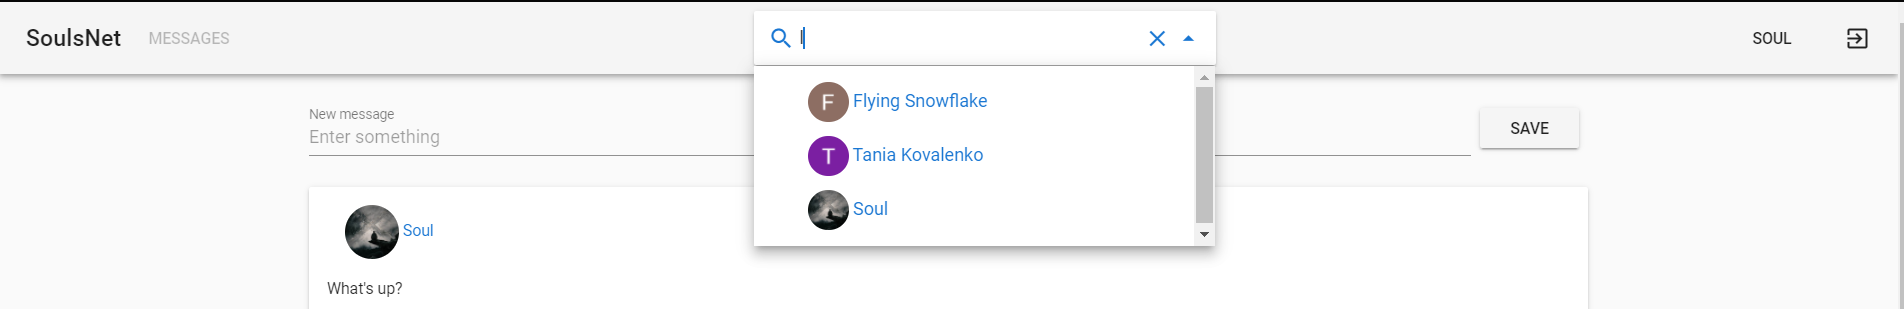 SoulsNet MESSAGES l SOUL
F Flying Snowflake
New message
Enter something
SAVE
T Tania Kovalenko
Soul
Soul
What's up?